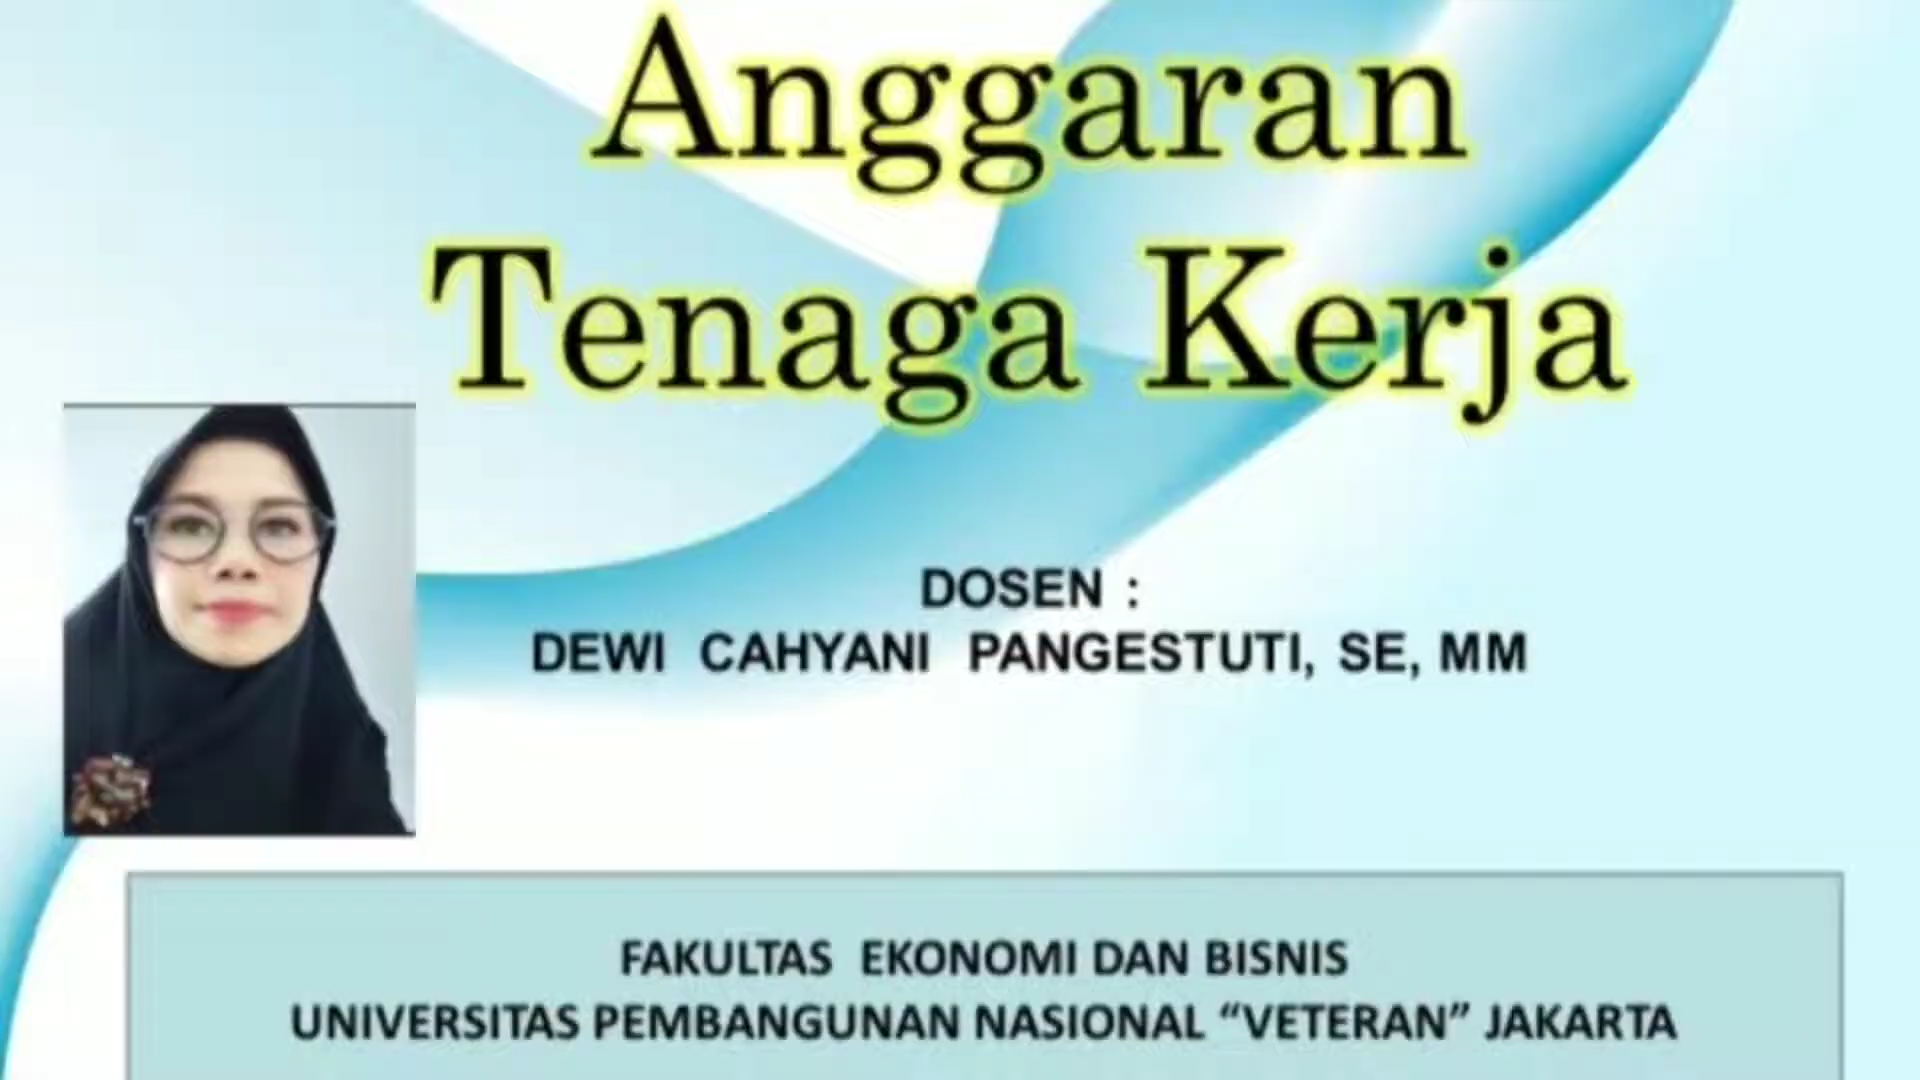 Anggaran
Tenaga Kerja
DOSEN :
DEWI CAHYANI PANGESTUTI, SE, MM
FAKULTAS EKONOMI DAN BISNIS
UNIVERSITAS PEMBANGUNAN NASIONAL “VETERAN” JAKARTA